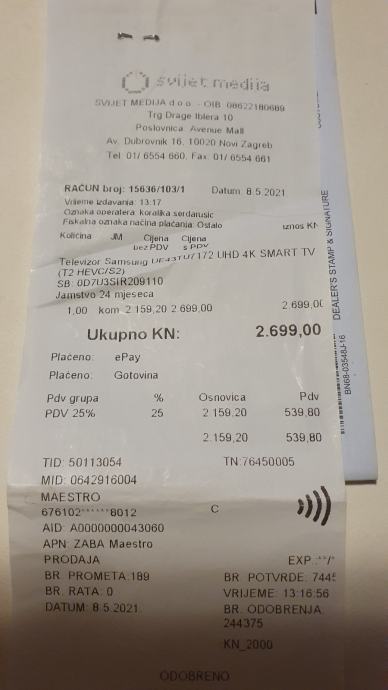 svijet medija
SVIJET MEDIJA d o o - OIB 08622180689
Trg Drage Iblera 10
Poslovnica Avenue Mall
Av. Dubrovnik 16, 10020 Novi Zagreb
Tel. 01/ 6554 660, Fax. 01/ 6554 661
RAČUN broj: 15636/103/1 Datum: 8.5.2021
Vrijeme izdavanja: 13:17
Oznaka operatera: koralika serdarusic
Fiskalna oznaka načina plaćanja: Ostalo iznos KN
Količina JM Cijena Cijena
bez PDV s PDV
Televizor Samsung UE43TU7172 UHD 4K SMART TV
(T2 HEVC/S2)
SB: 0D7U3SIR209110
Jamstvo 24 mjeseca
1,00 kom 2.159,20 2.699,00 2.699,00
Ukupno KN: 2.699,00
Plaćeno: ePay
Plaćeno: Gotovina
Pdv grupa % Osnovica Pdv
PDV 25% 25 2.159,20 539,80
2.159,20 539,80
TID: 50113054 TN:76450005
MID: 0642916004
MAESTRO
676102******8012 C
AID: A0000000043060
APN: ZABA Maestro
PRODAJA EXP.:**/*
BR. PROMETA:189 BR. POTVRDE: 744
BR. RATA: 0 VRIJEME: 13:16:56
DATUM: 8.5.2021. BR. ODOBRENJA:
244375
KN_2000
ODOBRENO
DEALER'S STAMP & SIGNATURE
BN68-03548J-16